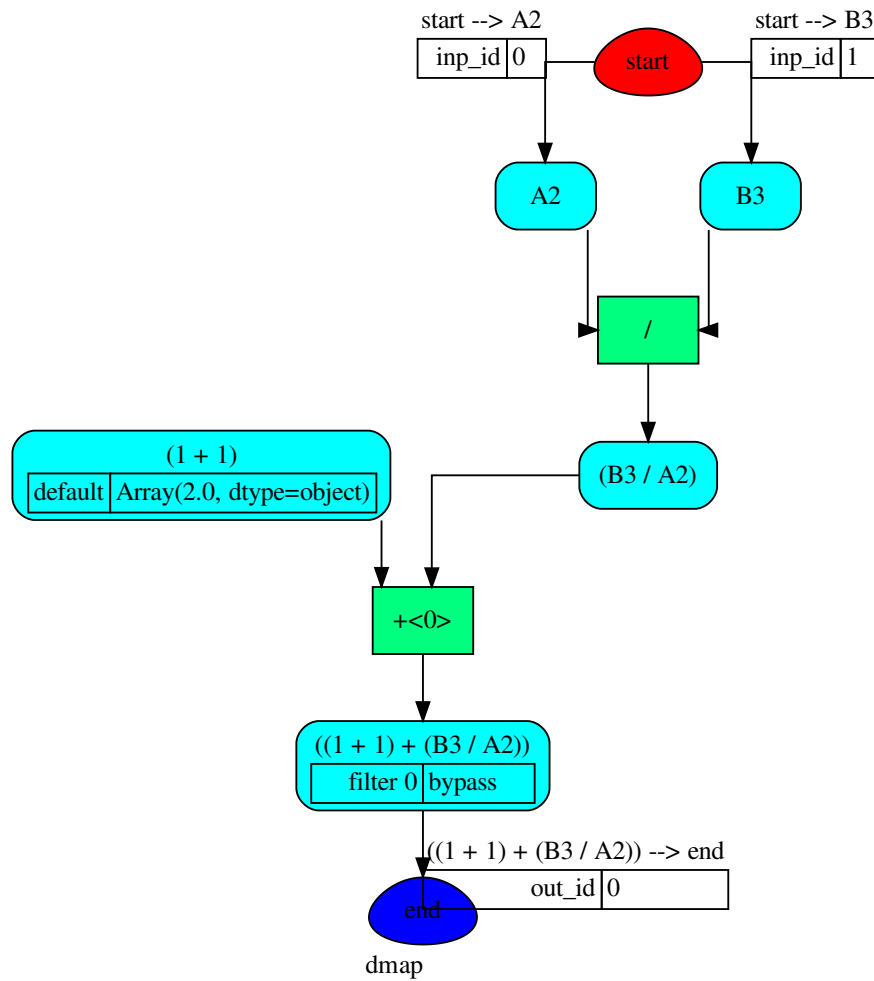 start --> A2
start --> B3
inp_id 0
start
inp_id 1
A2
B3
/
(1 + 1)
default Array(2.0, dtype=object)
(B3 / A2)
+<0>
((1 + 1) + (B3 / A2))
filter 0 bypass
((1 + 1) + (B3 / A2)) --> end
out_id 0
end
dmap